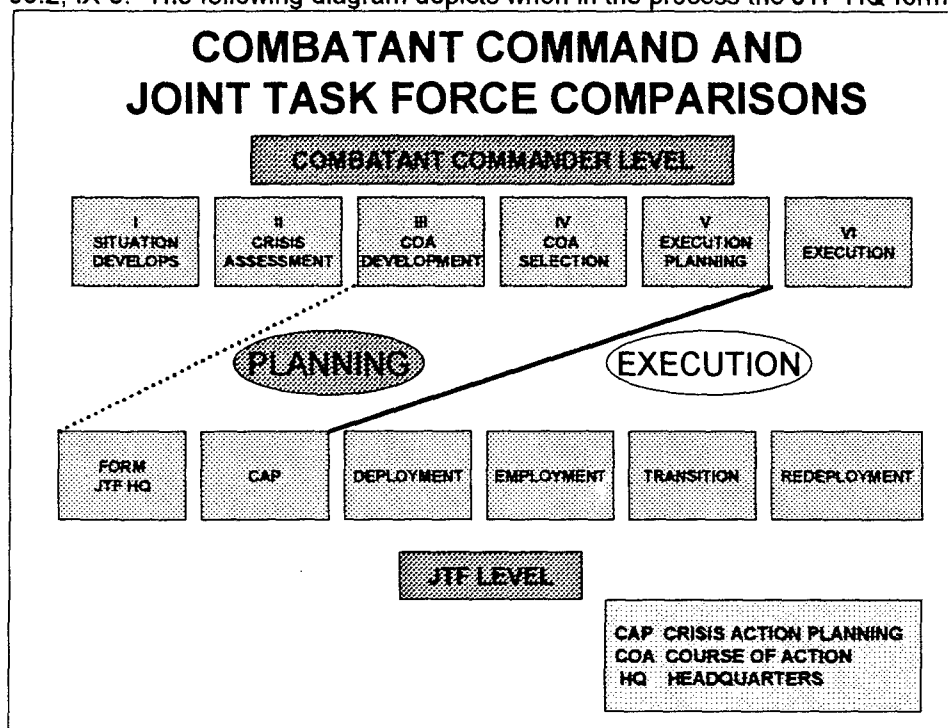 COMBATANT COMMAND AND
JOINT TASK FORCE COMPARISONS
COMBATANT COMMANDER LEVEL
I
SITUATION
DEVELOPS
II
CRISIS
ASSESSMENT
III
COA
DEVELOPMENT
IV
COA
SELECTION
V
EXECUTION
PLANNING
VI
EXECUTION
PLANNING
EXECUTION
FORM
JTF HQ
CAP
DEPLOYMENT
EMPLOYMENT
TRANSITION
REDEPLOYMENT
JTF LEVEL
CAP CRISIS ACTION PLANNING
COA COURSE OF ACTION
HQ HEADQUARTERS